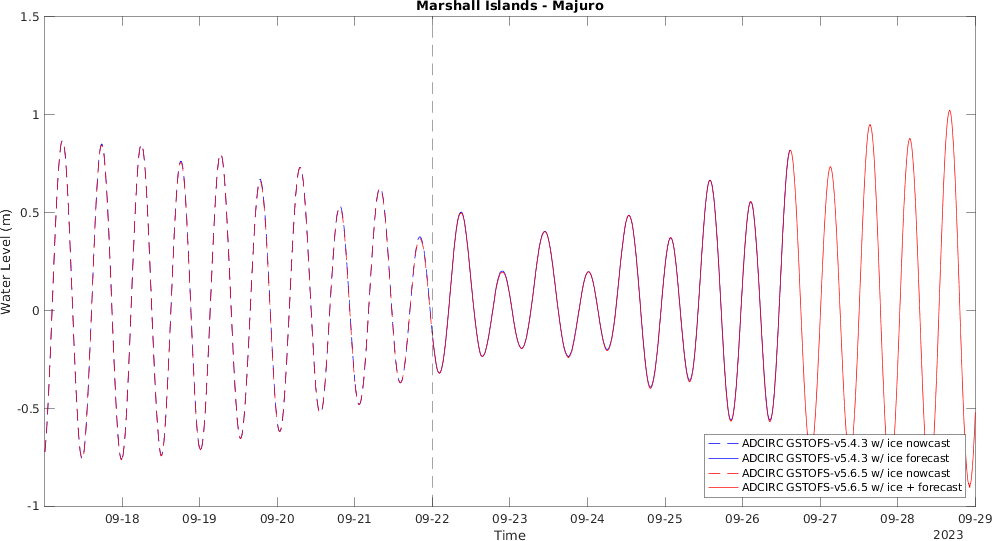 Marshall Islands - Majuro
1.5
1
0.5
0
-0.5
-1
Water Level (m)
ADCIRC GSTOFS-v5.4.3 w/ ice nowcast
ADCIRC GSTOFS-v5.4.3 w/ ice forecast
ADCIRC GSTOFS-v5.6.5 w/ ice nowcast
ADCIRC GSTOFS-v5.6.5 w/ ice + forecast
09-18 09-19 09-20 09-21 09-22 09-23 09-24 09-25 09-26 09-27 09-28 09-29
Time
2023